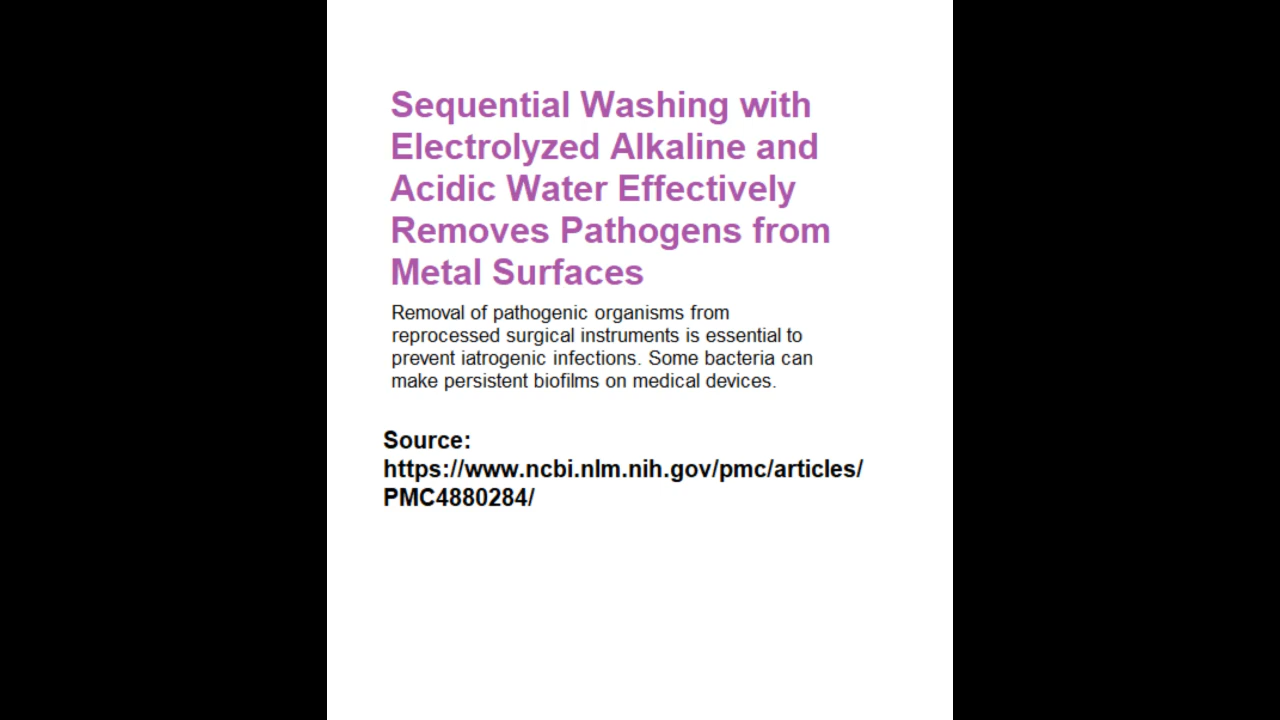 Sequential Washing with
Electrolyzed Alkaline and
Acidic Water Effectively
Removes Pathogens from
Metal Surfaces
Removal of pathogenic organisms from
reprocessed surgical instruments is essential to
prevent iatrogenic infections. Some bacteria can
make persistent biofilms on medical devices.
Source:
https://www.ncbi.nlm.nih.gov/pmc/articles/
PMC4880284/